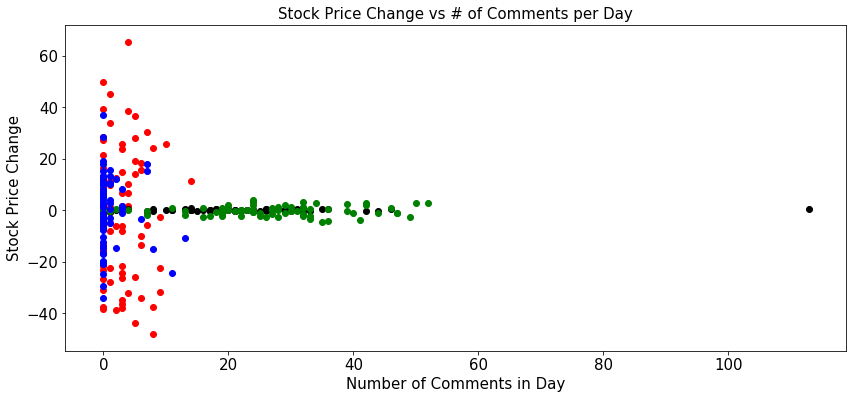 Stock Price Change vs # of Comments per Day
60
40
20
0
−20
−40
Stock Price Change
0 20 40 60 80 100
Number of Comments in Day